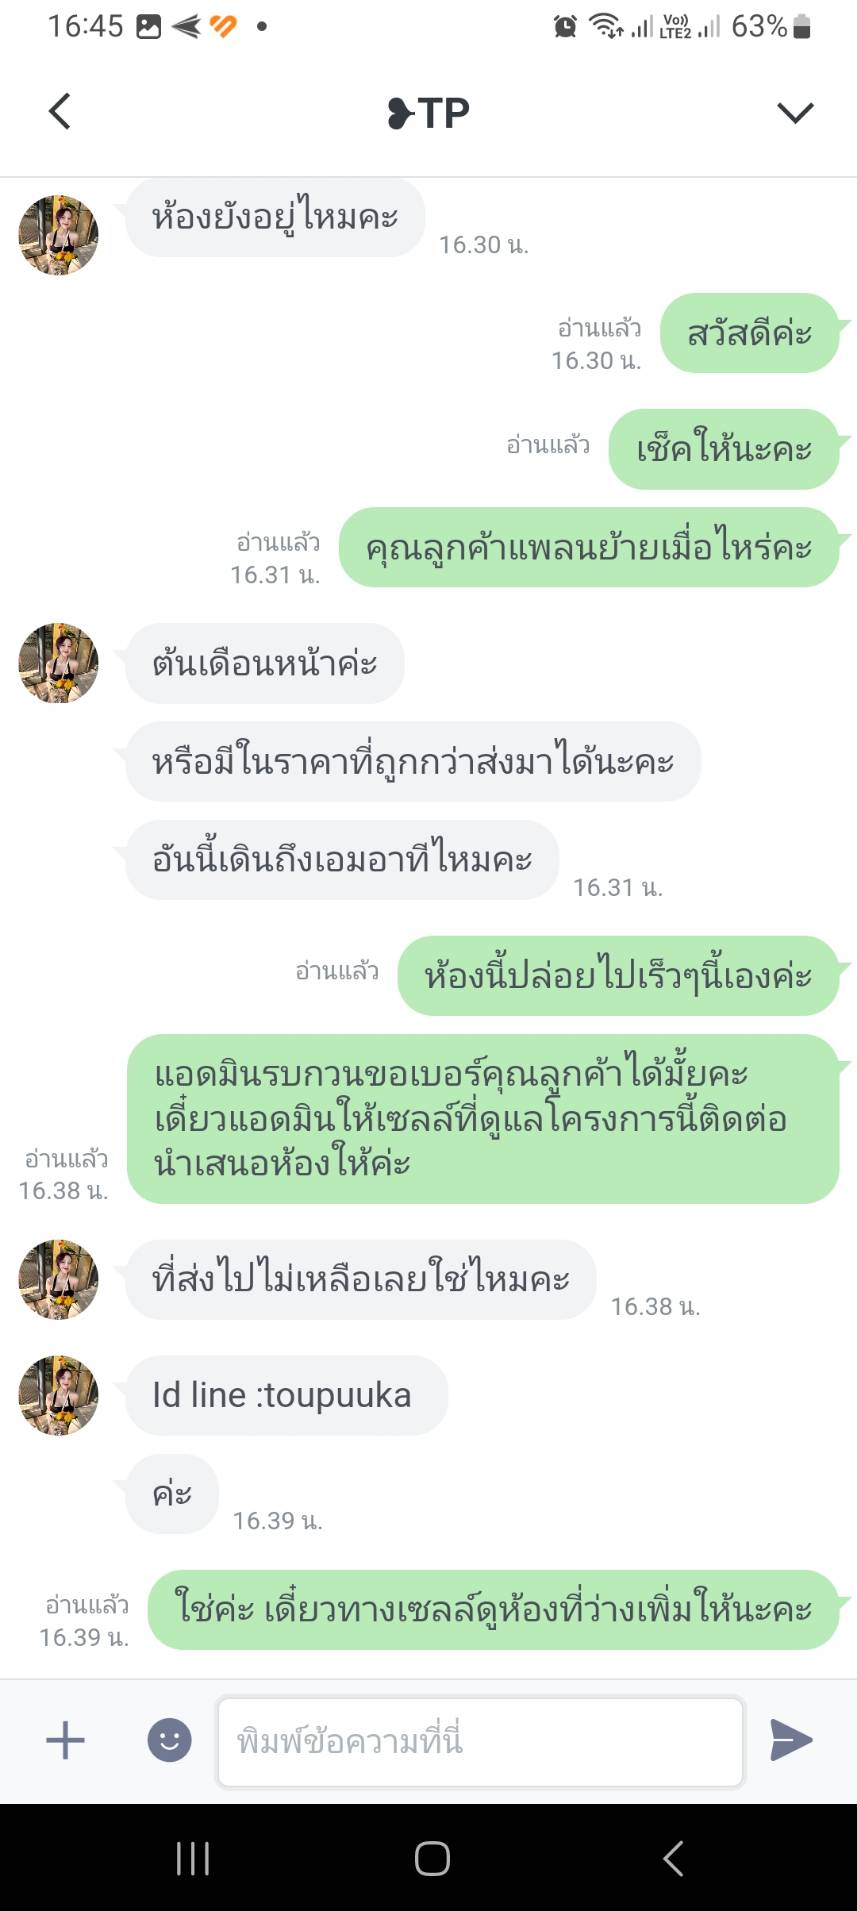 16:45
Vo)) LTE2 63%
TP
ห้องยังอยู่ไหมคะ
16.30 น.
อ่านแล้ว
16.30 น.
สวัสดีค่ะ
อ่านแล้ว
เช็คให้นะคะ
อ่านแล้ว
16.31 น.
คุณลูกค้าแพลนย้ายเมื่อไหร่คะ
ต้นเดือนหน้าค่ะ
หรือมีในราคาที่ถูกกว่าส่งมาได้นะคะ
อันนี้เดินถึงเอมอาทีไหมคะ
16.31 น.
อ่านแล้ว
ห้องนี้ปล่อยไปเร็วๆนี้เองค่ะ
แอดมินรบกวนขอเบอร์คุณลูกค้าได้มั้ยคะ
เดี๋ยวแอดมินให้เซลล์ที่ดูแลโครงการนี้ติดต่อ
นำเสนอห้องให้ค่ะ
อ่านแล้ว
16.38 น.
ที่ส่งไปไม่เหลือเลยใช่ไหมคะ
16.38 น.
Id line :toupuuka
ค่ะ
16.39 น.
อ่านแล้ว
16.39 น.
ใช่ค่ะ เดี๋ยวทางเซลล์ดูห้องที่ว่างเพิ่มให้นะคะ
พิมพ์ข้อความที่นี่